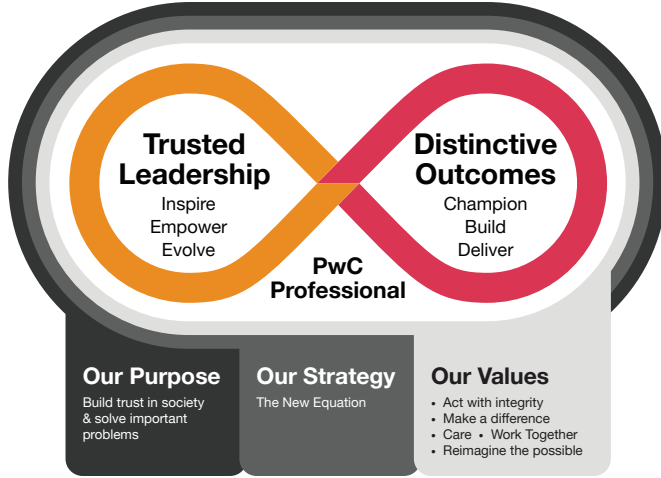 Trusted
Leadership
Inspire
Empower
Evolve
Distinctive
Outcomes
Champion
Build
Deliver
PwC
Professional
Our Purpose
Build trust in society
& solve important
problems
Our Strategy
The New Equation
Our Values
• Act with integrity
• Make a difference
• Care • Work Together
• Reimagine the possible